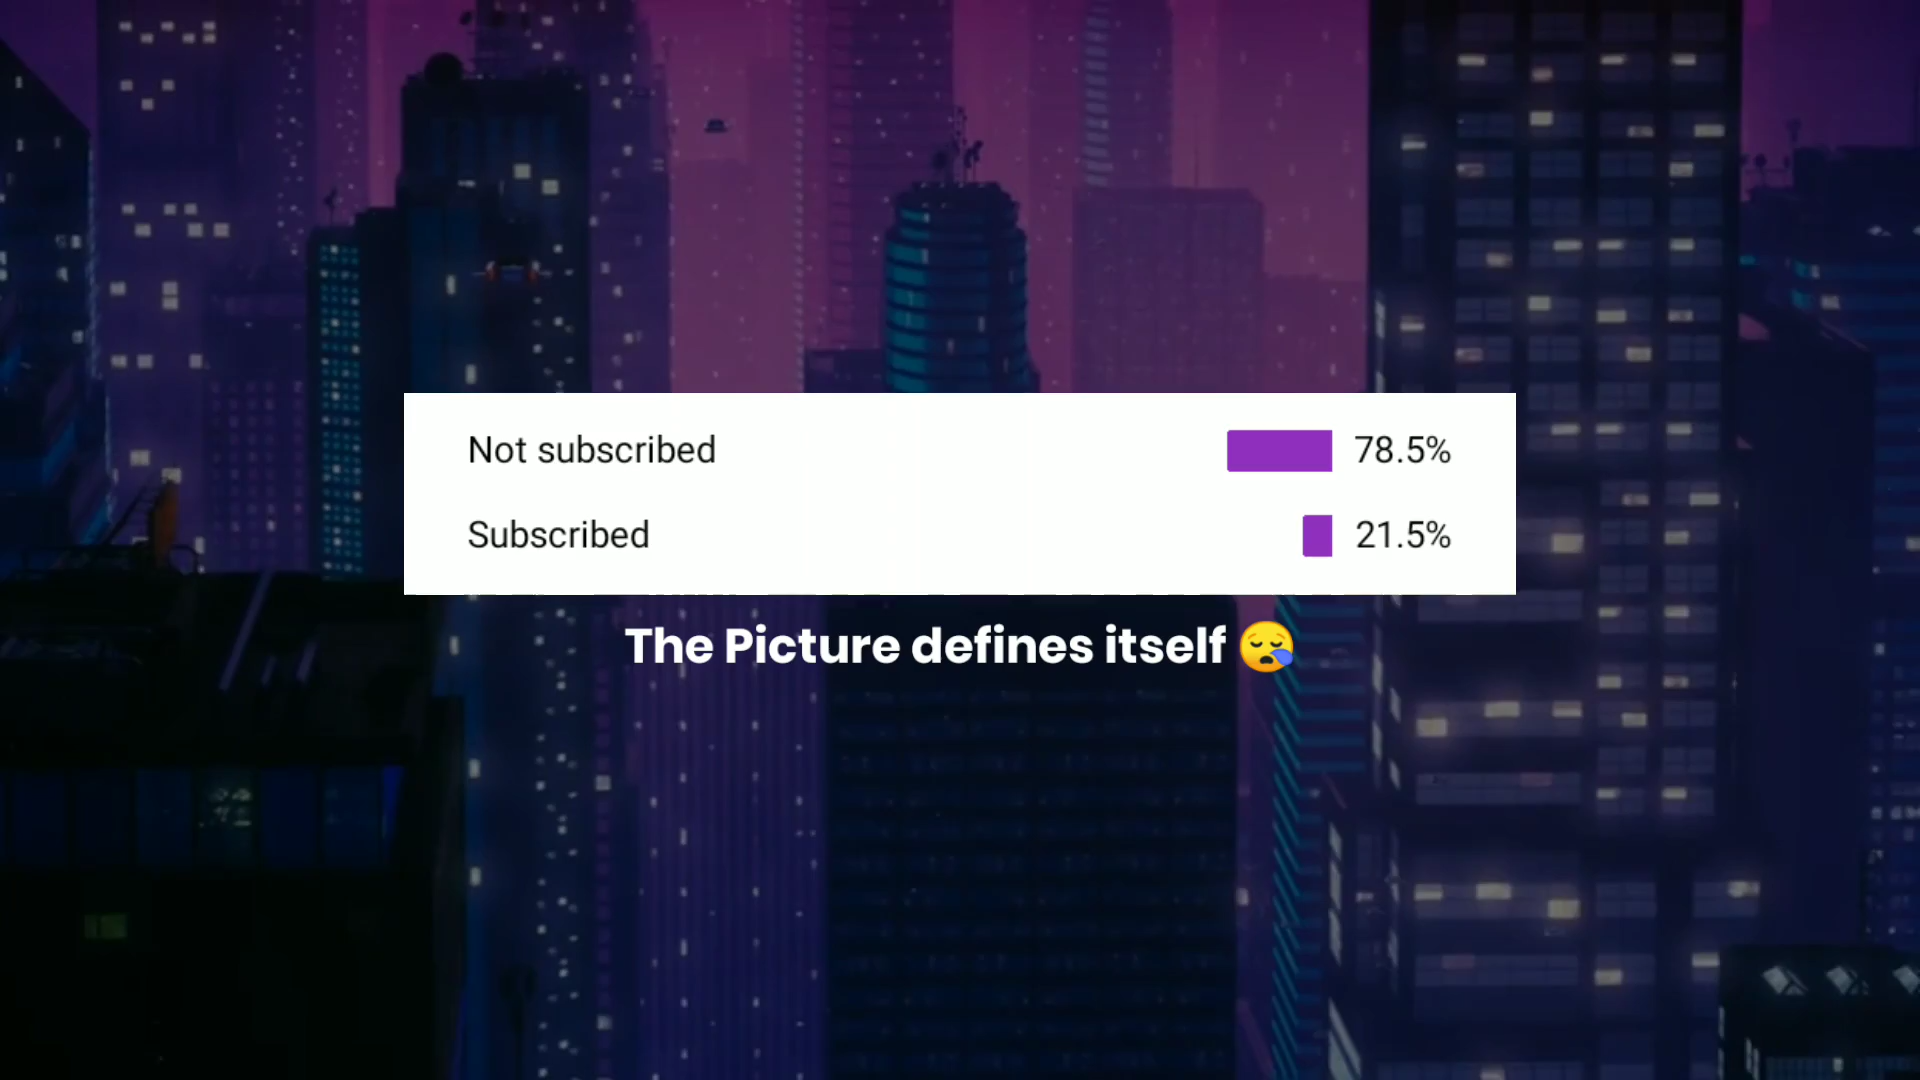 Not subscribed 78.5%
Subscribed 21.5%
The Picture defines itself 😪